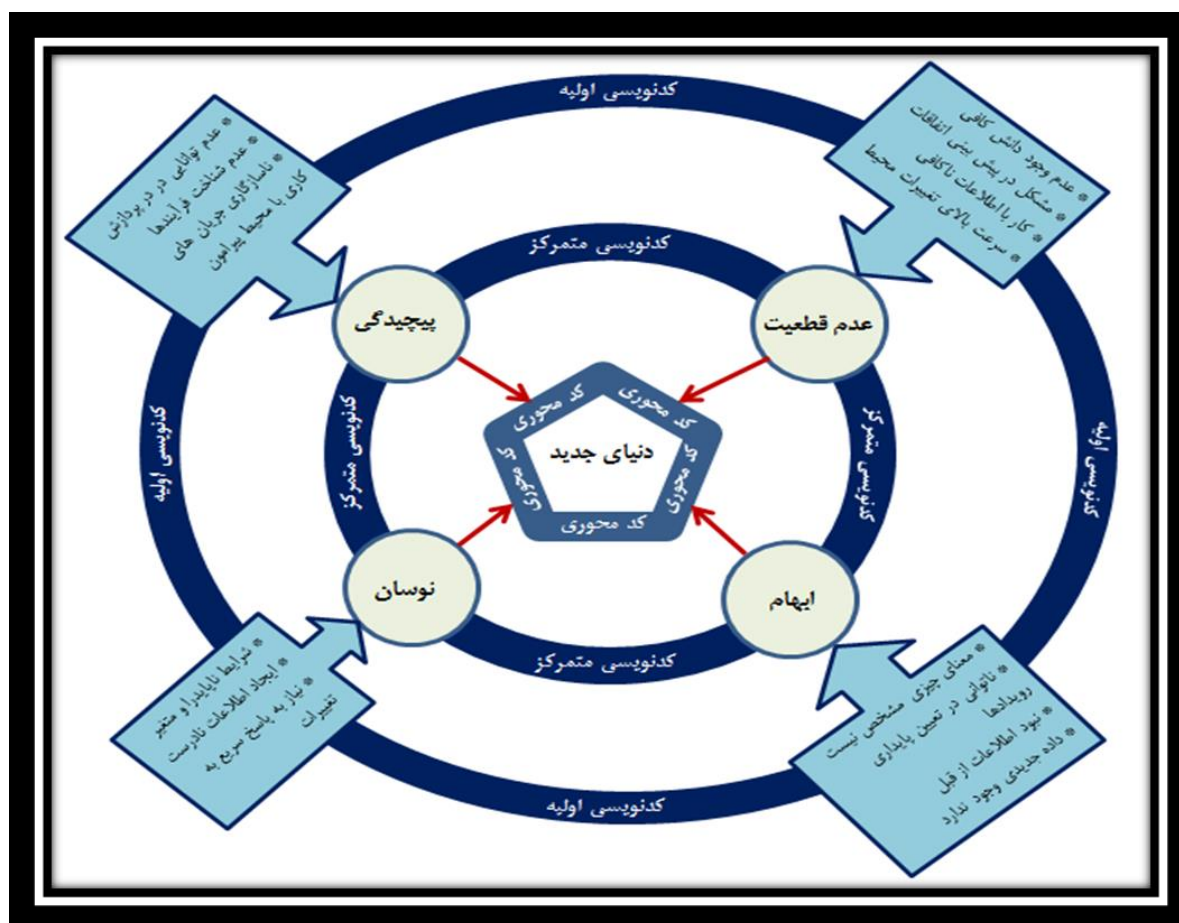 کدنویسی اولیه
* عدم وجود دانش کافی
* مشکل در پیش بینی اتفاقات
* کار با اطلاعات ناکافی
* سرعت بالای تغییرات محیط
* عدم توانایی در در پردازش
* عدم شناخت فرآیندها
* ناسازگاری جریان های
کاری با محیط پیرامون
کدنویسی متمرکز
عدم قطعیت
پیچیدگی
کدنویسی اولیه
کدنویسی متمرکز
کد محوری
کد محوری
دنیای جدید
کد محوری
کد محوری
کد محوری
کدنویسی متمرکز
کدنویسی اولیه
ابهام
نوسان
کدنویسی متمرکز
* معنای چیزی مشخص نیست
* ناتوانی در تعیین پایداری
رویدادها
* نبود اطلاعات از قبل
* داده جدیدی وجود ندارد
* شرایط ناپایدرا و متغیر
* ایجاد اطلاعات نادرست
* نیاز به پاسخ سریع به
تغییرات
کدنویسی اولیه